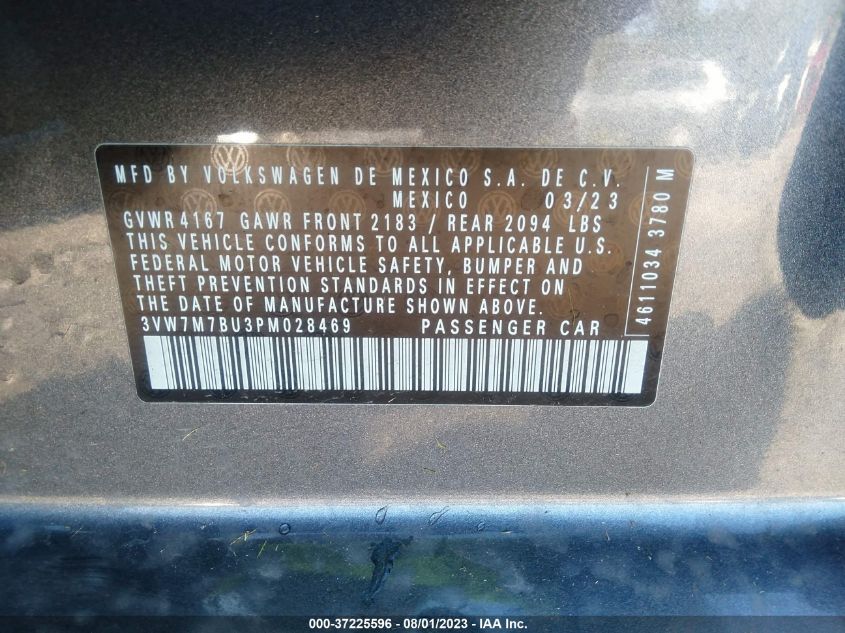 MFD BY VOLKSWAGEN DE MEXICO S.A. DE C.V.
MEXICO 03/23
GVWR 4167 GAWR FRONT 2183 / REAR 2094 LBS
THIS VEHICLE CONFORMS TO ALL APPLICABLE U.S.
FEDERAL MOTOR VEHICLE SAFETY, BUMPER AND
THEFT PREVENTION STANDARDS IN EFFECT ON
THE DATE OF MANUFACTURE SHOWN ABOVE.
3VW7M7BU3PM028469 PASSENGER CAR
4611034 3780 M
000-37225596 - 08/01/2023 - IAA Inc.